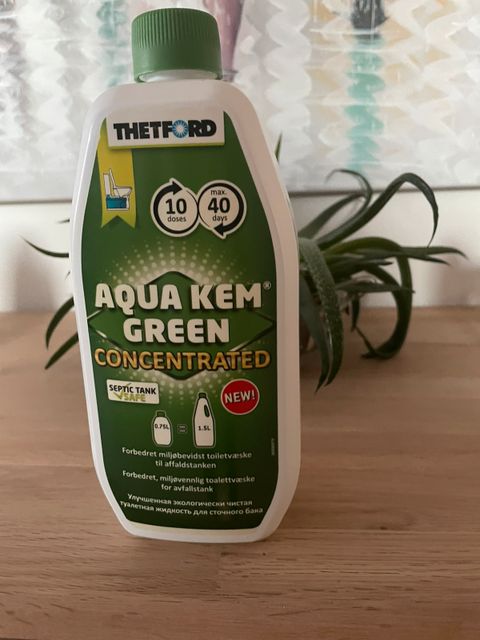 THETFORD
10 doses
max. 40 days
AQUA KEM®
GREEN
CONCENTRATED
SEPTIC TANK
SAFE
NEW!
0.75L = 1.5L
Forbedret miljøbevidst toiletvæske
til affaldstanken
Forbedret, miljøvennlig toalettvæske
for avfallstank
Улучшенная экологически чистая
туалетная жидкость для сточного бака